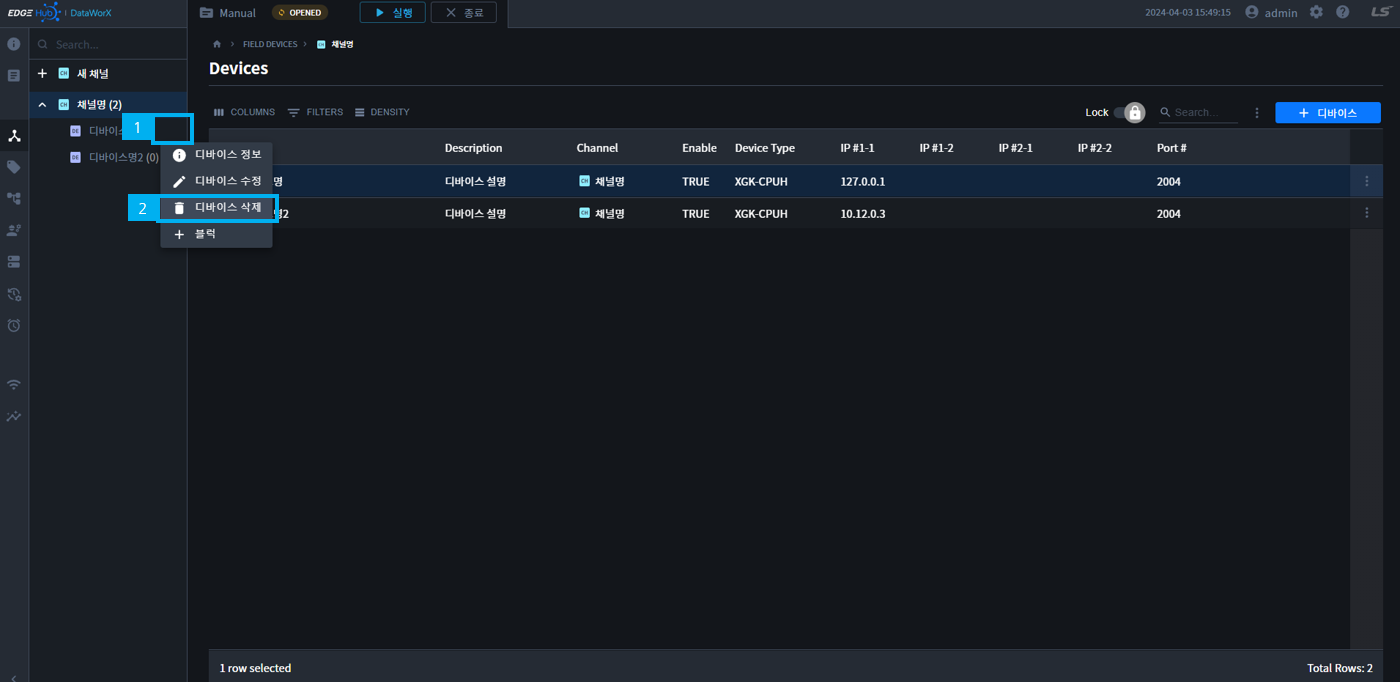 EDGE Hub | DataWorX
Manual
OPENED
실행
종료
2024-04-03 15:49:15
admin
LS
Search...
CH 새 채널
CH 채널명 (2)
DE 디바이스
DE 디바이스명2 (0)
1
디바이스 정보
디바이스 수정
2
디바이스 삭제
블럭
FIELD DEVICES
CH 채널명
Devices
COLUMNS
FILTERS
DENSITY
Lock
Search...
디바이스
Description Channel Enable Device Type IP #1-1 IP #1-2 IP #2-1 IP #2-2 Port #
명 디바이스 설명 CH 채널명 TRUE XGK-CPUH 127.0.0.1 2004
명2 디바이스 설명 CH 채널명 TRUE XGK-CPUH 10.12.0.3 2004
1 row selected
Total Rows: 2